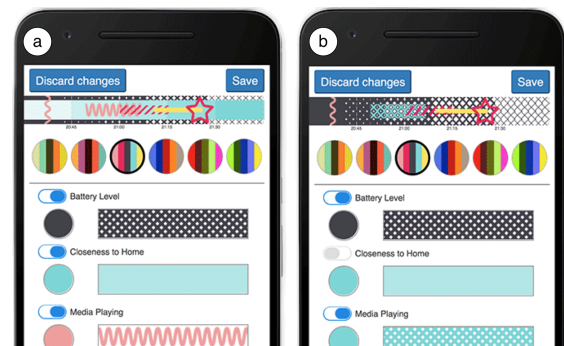 a
Discard changes
Save
20:45 21:00 21:15 21:30
Battery Level
Closeness to Home
Media Playing
b
Discard changes
Save
20:45 21:00 21:15 21:30
Battery Level
Closeness to Home
Media Playing